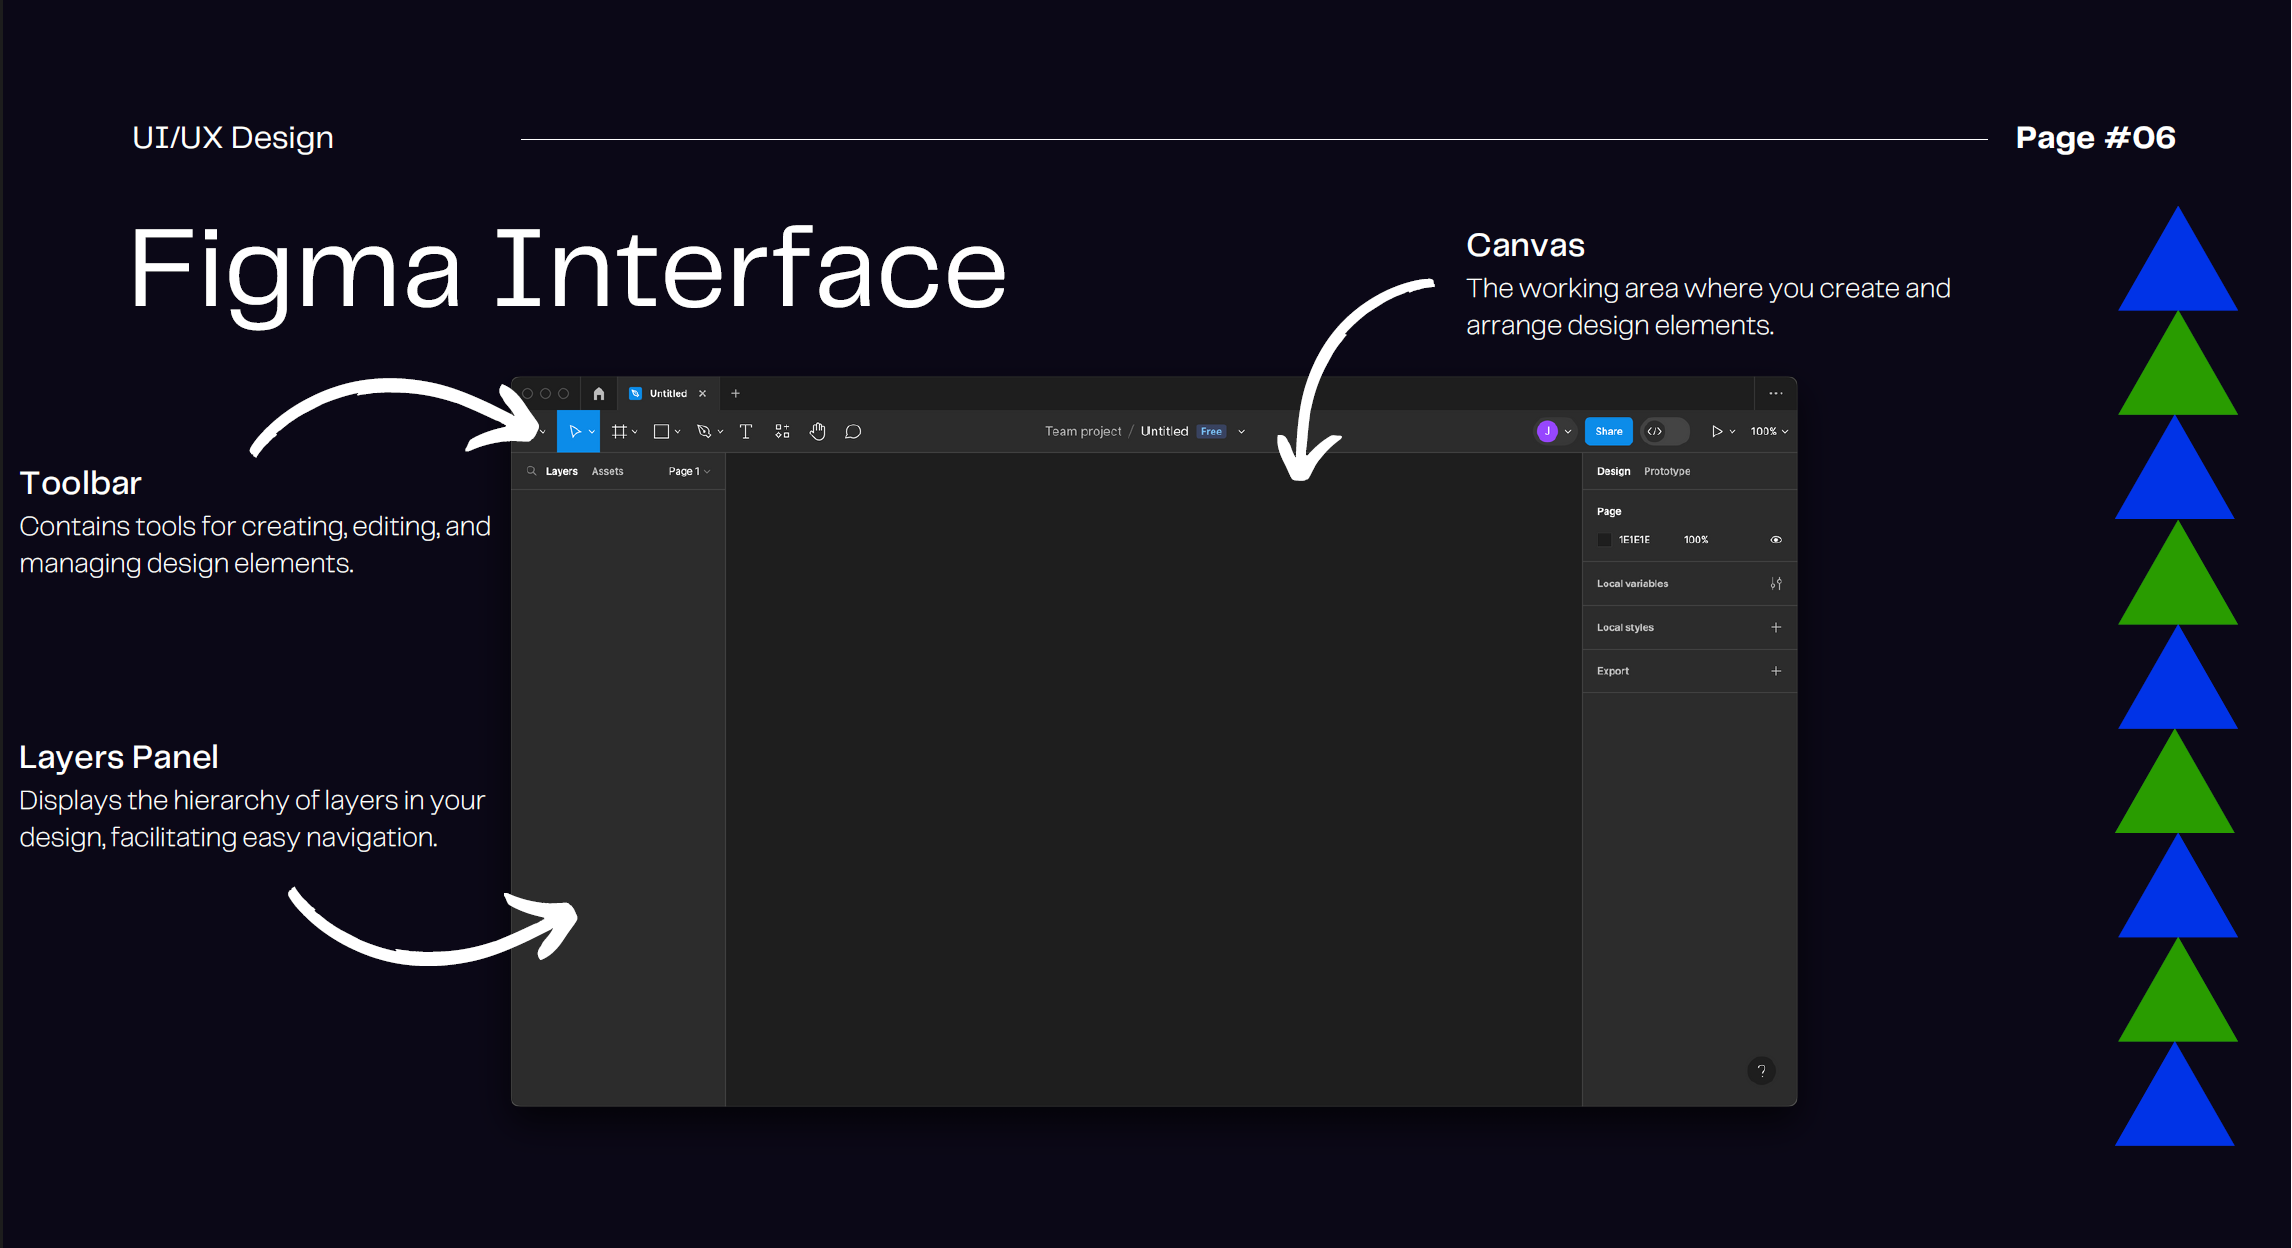 UI/UX Design
Page #06
Figma Interface
Canvas
The working area where you create and
arrange design elements.
Toolbar
Contains tools for creating, editing, and
managing design elements.
Layers Panel
Displays the hierarchy of layers in your
design, facilitating easy navigation.
Untitled
Team project / Untitled Free
J
Share
100%
Layers Assets Page 1
Design Prototype
Page
1E1E1E 100%
Local variables
Local styles
Export
?